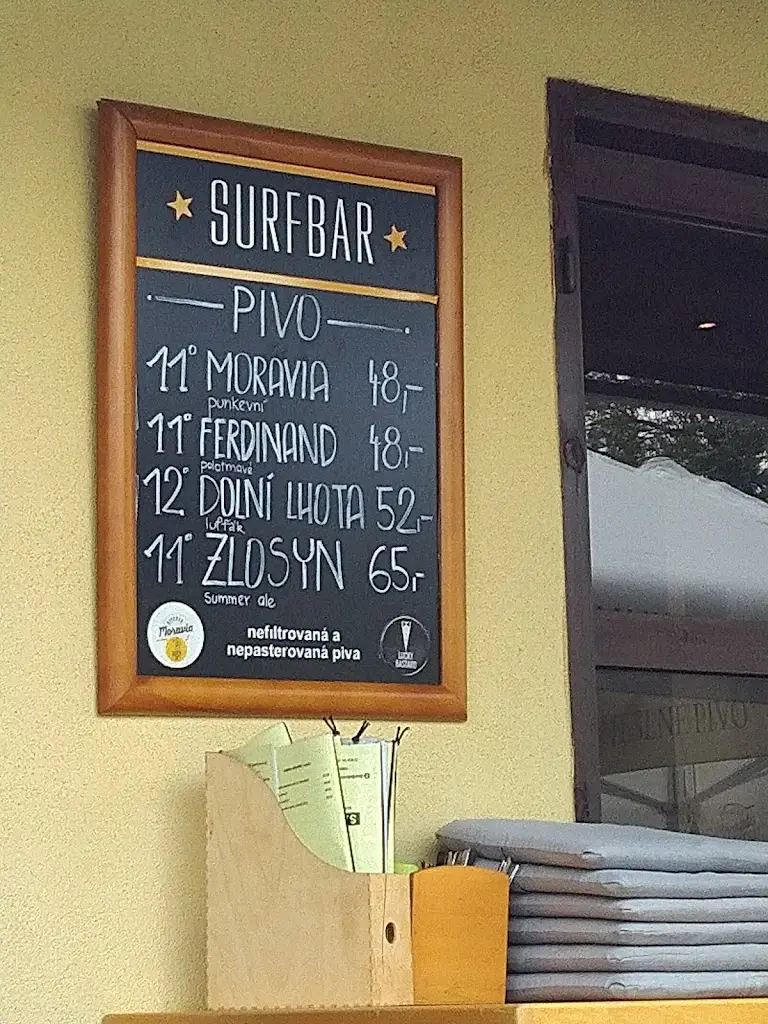 SURFBAR
PIVO
11° MORAVIA 48,-
punkevní
11° FERDINAND 48,-
polotmavé
12° DOLNÍ LHOTA 52,-
11° ZLOSYN 65,-
Summer ale
Moravia
nefiltrovaná a
nepasterovaná piva
LUCKY
BASTARD
PIVO